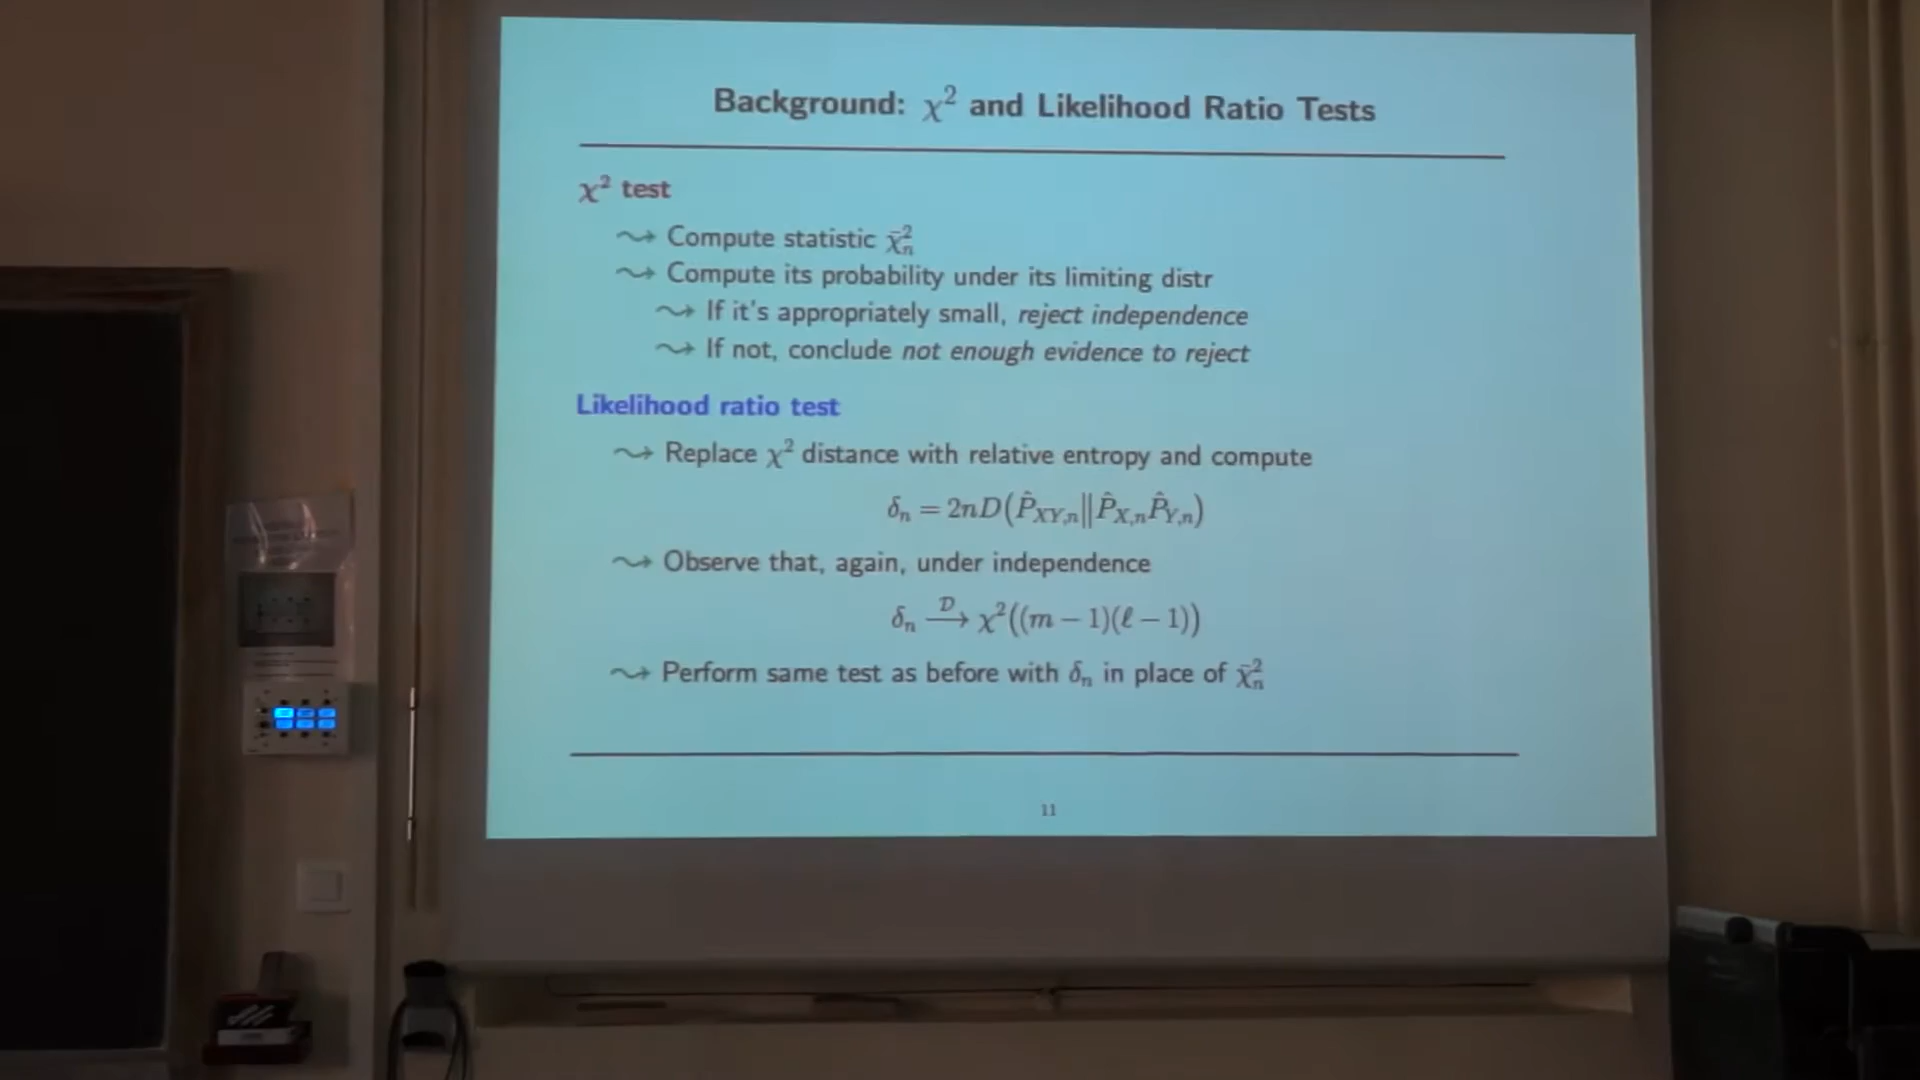 Background: χ² and Likelihood Ratio Tests
χ² test
⤳ Compute statistic χ̄²ₙ
⤳ Compute its probability under its limiting distr
⤳ If it's appropriately small, reject independence
⤳ If not, conclude not enough evidence to reject
Likelihood ratio test
⤳ Replace χ² distance with relative entropy and compute
δₙ = 2nD(P̂_{XY,n}||P̂_{X,n}P̂_{Y,n})
⤳ Observe that, again, under independence
δₙ —D→ χ²((m − 1)(ℓ − 1))
⤳ Perform same test as before with δₙ in place of χ̄²ₙ
11